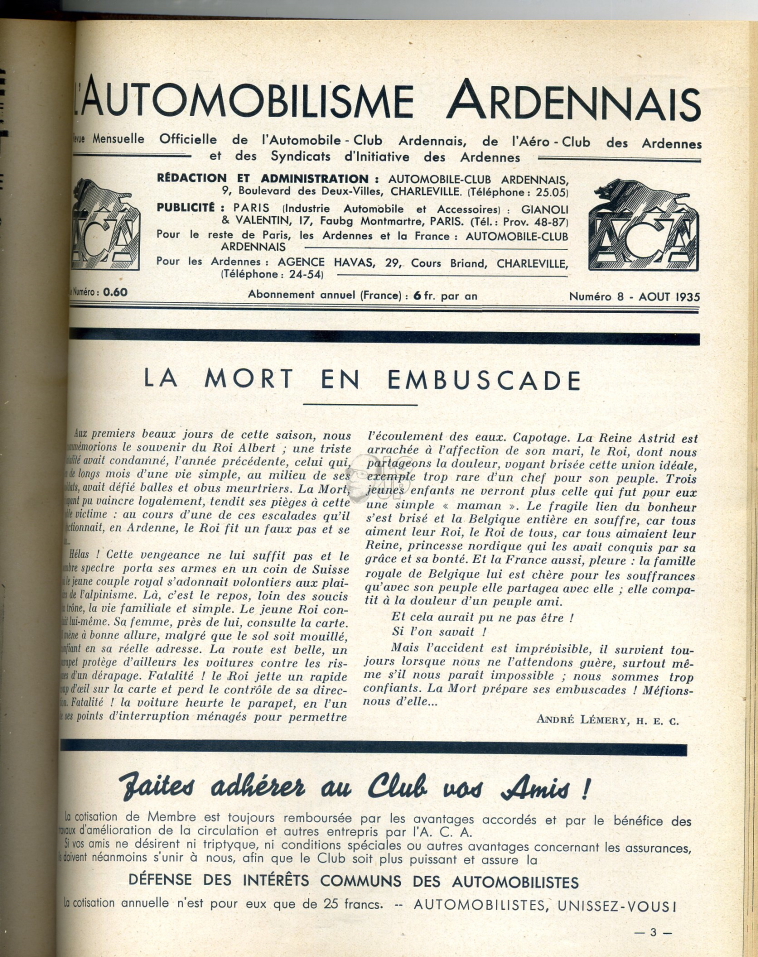 L'AUTOMOBILISME ARDENNAIS
Mensuelle Officielle de l'Automobile - Club Ardennais, de l'Aéro - Club des Ardennes
et des Syndicats d'Initiative des Ardennes
RÉDACTION ET ADMINISTRATION : AUTOMOBILE-CLUB ARDENNAIS,
9, Boulevard des Deux-Villes, CHARLEVILLE. (Téléphone : 25.05)
PUBLICITÉ : PARIS (Industrie Automobile et Accessoires) : GIANOLI
& VALENTIN, 17, Faubg Montmartre, PARIS. (Tél. : Prov. 48-87)
Pour le reste de Paris, les Ardennes et la France : AUTOMOBILE-CLUB
ARDENNAIS
Pour les Ardennes : AGENCE HAVAS, 29, Cours Briand, CHARLEVILLE,
(Téléphone : 24-54)
ACA
ACA
Numéro : 0.60
Abonnement annuel (France) : 6 fr. par an
Numéro 8 - AOUT 1935
LA MORT EN EMBUSCADE
Aux premiers beaux jours de cette saison, nous
commémorions le souvenir du Roi Albert ; une triste
avait condamné, l'année précédente, celui qui,
de longs mois d'une vie simple, au milieu de ses
avait défié balles et obus meurtriers. La Mort,
pu vaincre loyalement, tendit ses pièges à cette
victime : au cours d'une de ces escalades qu'il
en Ardenne, le Roi fit un faux pas et se
Hélas ! Cette vengeance ne lui suffit pas et le
spectre porta ses armes en un coin de Suisse
le jeune couple royal s'adonnait volontiers aux plai-
de l'alpinisme. Là, c'est le repos, loin des soucis
trône, la vie familiale et simple. Le jeune Roi con-
lui-même. Sa femme, près de lui, consulte la carte.
mène à bonne allure, malgré que le sol soit mouillé,
en sa réelle adresse. La route est belle, un
protège d'ailleurs les voitures contre les ris-
d'un dérapage. Fatalité ! le Roi jette un rapide
d'œil sur la carte et perd le contrôle de sa direc-
Fatalité ! la voiture heurte le parapet, en l'un
ses points d'interruption ménagés pour permettre
l'écoulement des eaux. Capotage. La Reine Astrid est
arrachée à l'affection de son mari, le Roi, dont nous
partageons la douleur, voyant brisée cette union idéale,
exemple trop rare d'un chef pour son peuple. Trois
jeunes enfants ne verront plus celle qui fut pour eux
une simple « maman ». Le fragile lien du bonheur
s'est brisé et la Belgique entière en souffre, car tous
aiment leur Roi, le Roi de tous, car tous aimaient leur
Reine, princesse nordique qui les avait conquis par sa
grâce et sa bonté. Et la France aussi, pleure : la famille
royale de Belgique lui est chère pour les souffrances
qu'avec son peuple elle partagea avec elle ; elle compa-
tit à la douleur d'un peuple ami.
Et cela aurait pu ne pas être !
Si l'on savait !
Mais l'accident est imprévisible, il survient tou-
jours lorsque nous ne l'attendons guère, surtout mê-
me s'il nous paraît impossible ; nous sommes trop
confiants. La Mort prépare ses embuscades ! Méfions-
nous d'elle...
ANDRÉ LÉMERY, H. E. C.
Faites adhérer au Club vos Amis !
La cotisation de Membre est toujours remboursée par les avantages accordés et par le bénéfice des
d'amélioration de la circulation et autres entrepris par l'A. C. A.
Si vos amis ne désirent ni triptyque, ni conditions spéciales ou autres avantages concernant les assurances,
doivent néanmoins s'unir à nous, afin que le Club soit plus puissant et assure la
DÉFENSE DES INTÉRÊTS COMMUNS DES AUTOMOBILISTES
La cotisation annuelle n'est pour eux que de 25 francs. -- AUTOMOBILISTES, UNISSEZ-VOUS !
— 3 —